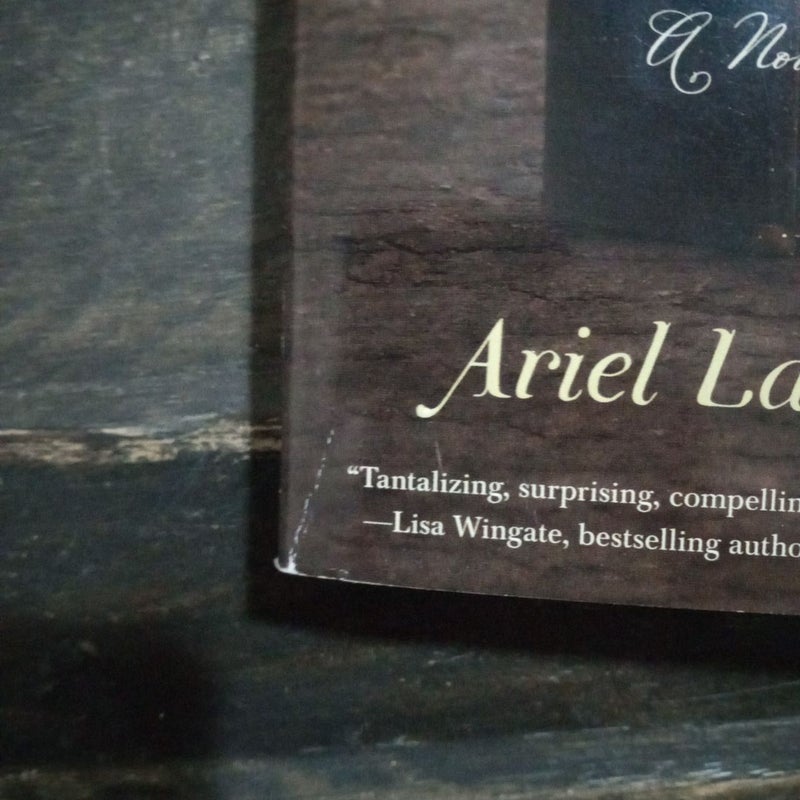 A Nov
Ariel La
“Tantalizing, surprising, compellin
—Lisa Wingate, bestselling autho